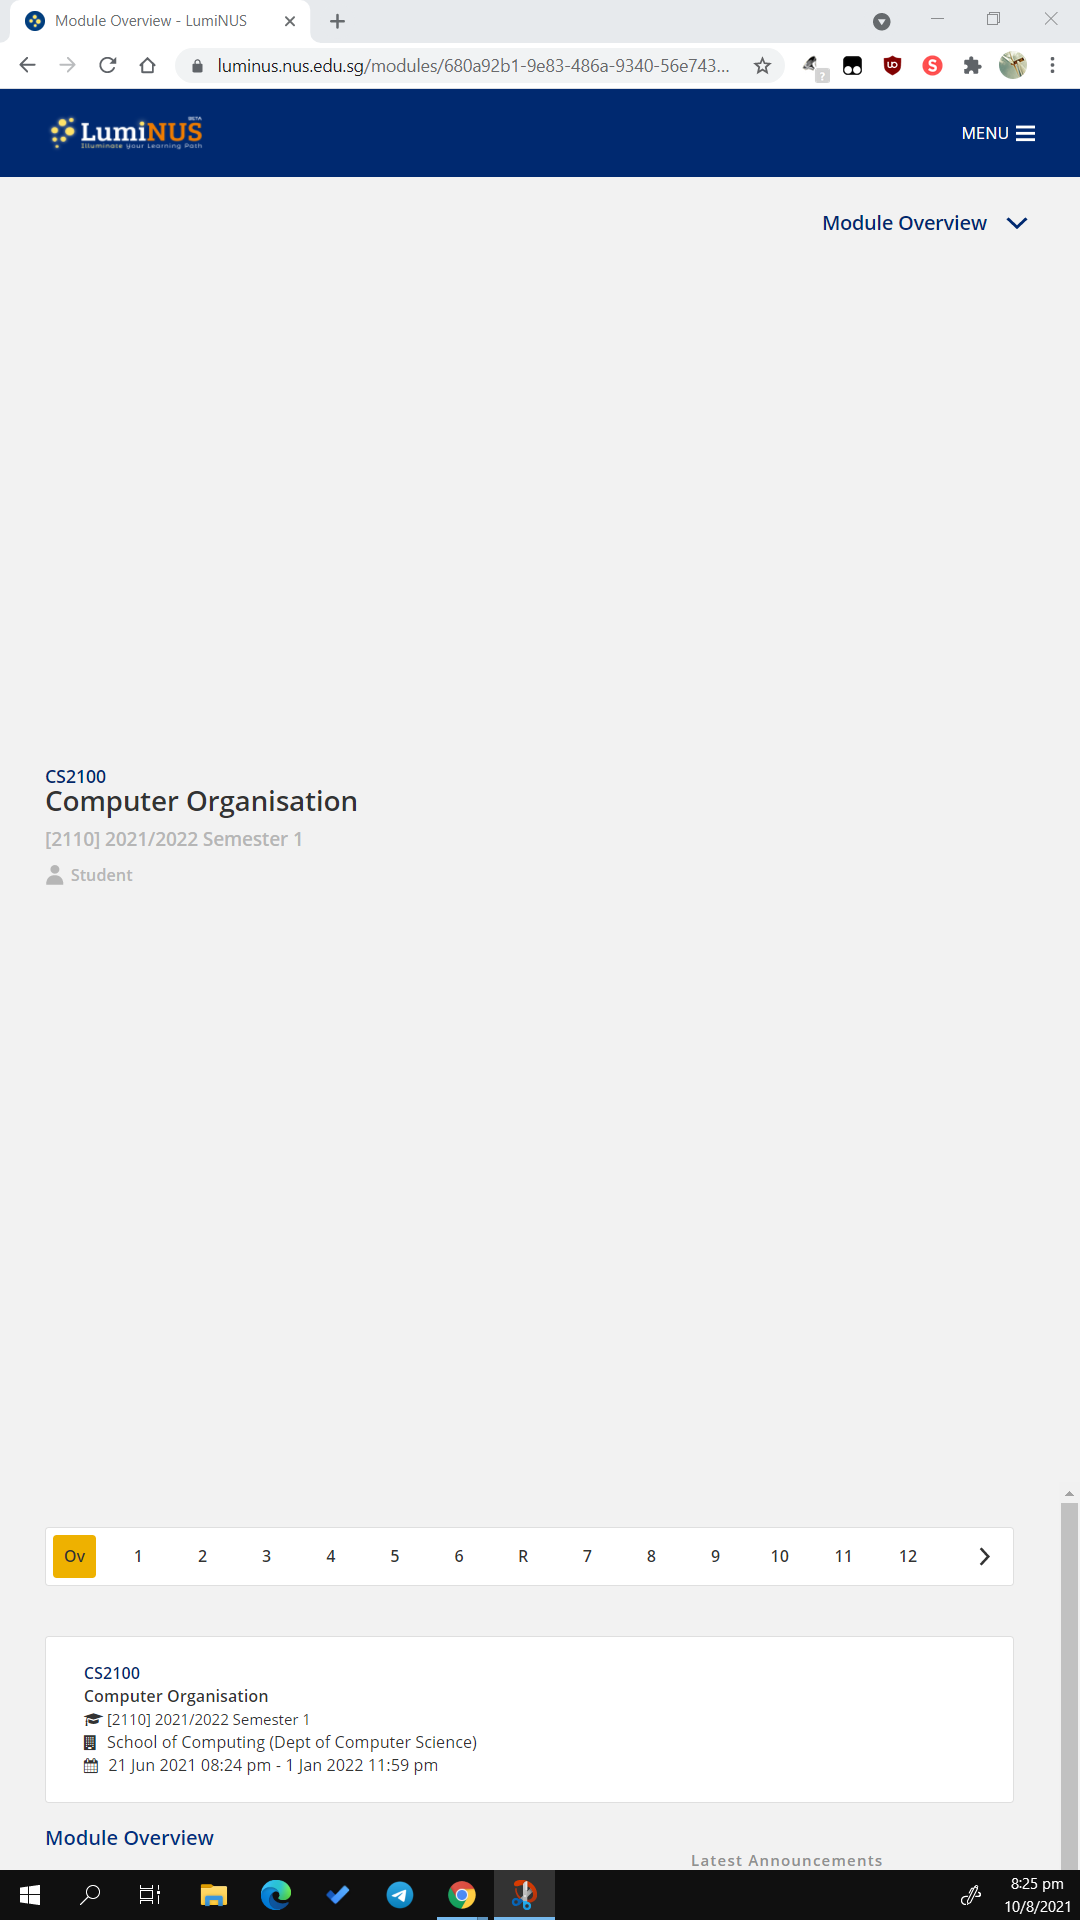 Module Overview - LumiNUS
luminus.nus.edu.sg/modules/680a92b1-9e83-486a-9340-56e743...
?
UO
S
LumiNUS
BETA
Illuminate Your Learning Path
MENU
Module Overview
CS2100
Computer Organisation
[2110] 2021/2022 Semester 1
Student
Ov 1 2 3 4 5 6 R 7 8 9 10 11 12
CS2100
Computer Organisation
[2110] 2021/2022 Semester 1
School of Computing (Dept of Computer Science)
21 Jun 2021 08:24 pm - 1 Jan 2022 11:59 pm
Module Overview
Latest Announcements
8:25 pm
10/8/2021